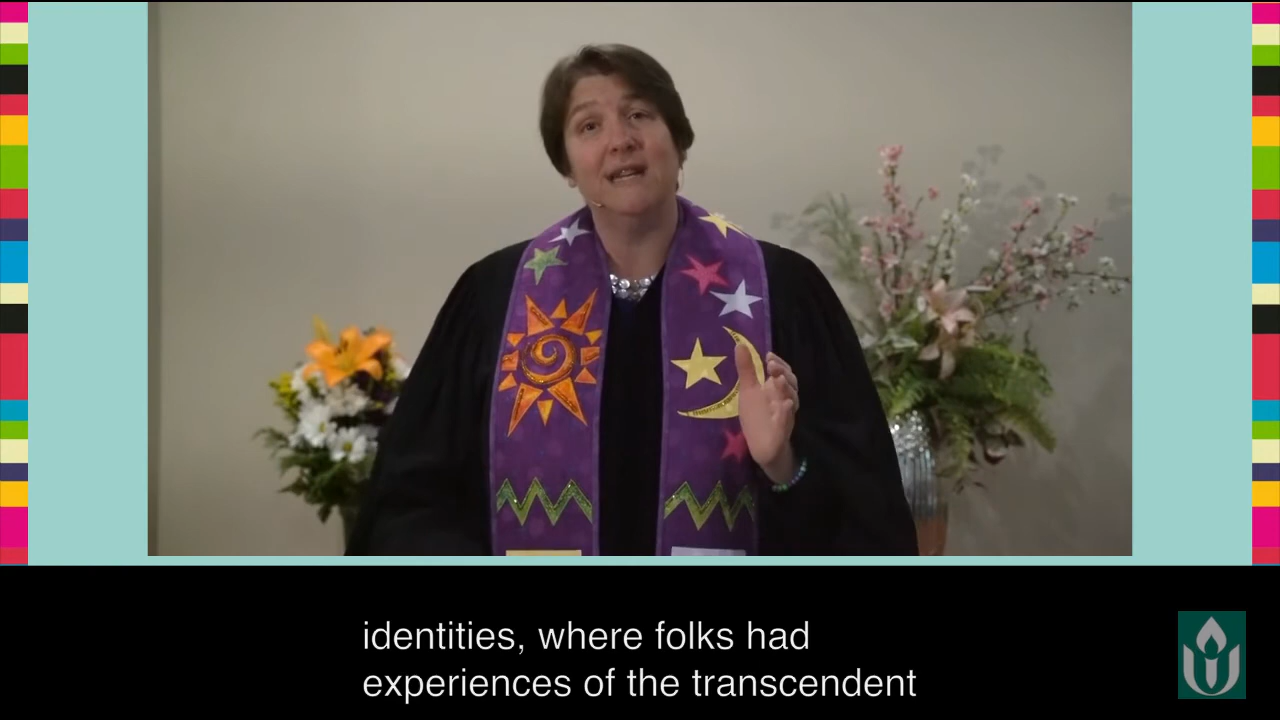 identities, where folks had
experiences of the transcendent